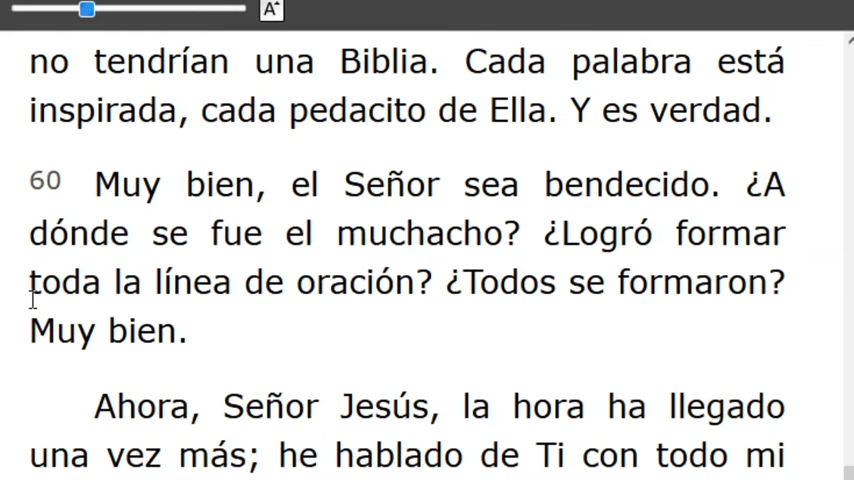 A
no tendrían una Biblia. Cada palabra está
inspirada, cada pedacito de Ella. Y es verdad.
60 Muy bien, el Señor sea bendecido. ¿A
dónde se fue el muchacho? ¿Logró formar
toda la línea de oración? ¿Todos se formaron?
Muy bien.
Ahora, Señor Jesús, la hora ha llegado
una vez más; he hablado de Ti con todo mi